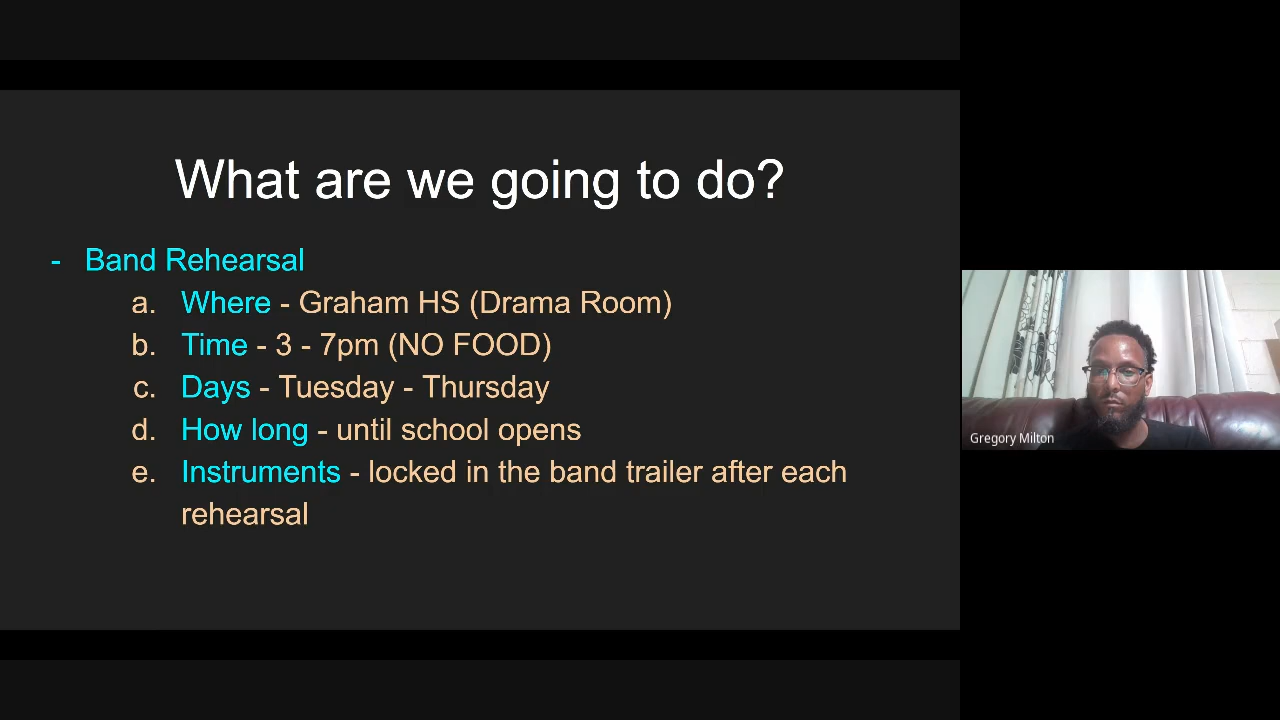 What are we going to do?
- Band Rehearsal
a. Where - Graham HS (Drama Room)
b. Time - 3 - 7pm (NO FOOD)
c. Days - Tuesday - Thursday
d. How long - until school opens
e. Instruments - locked in the band trailer after each
rehearsal
Gregory Milton